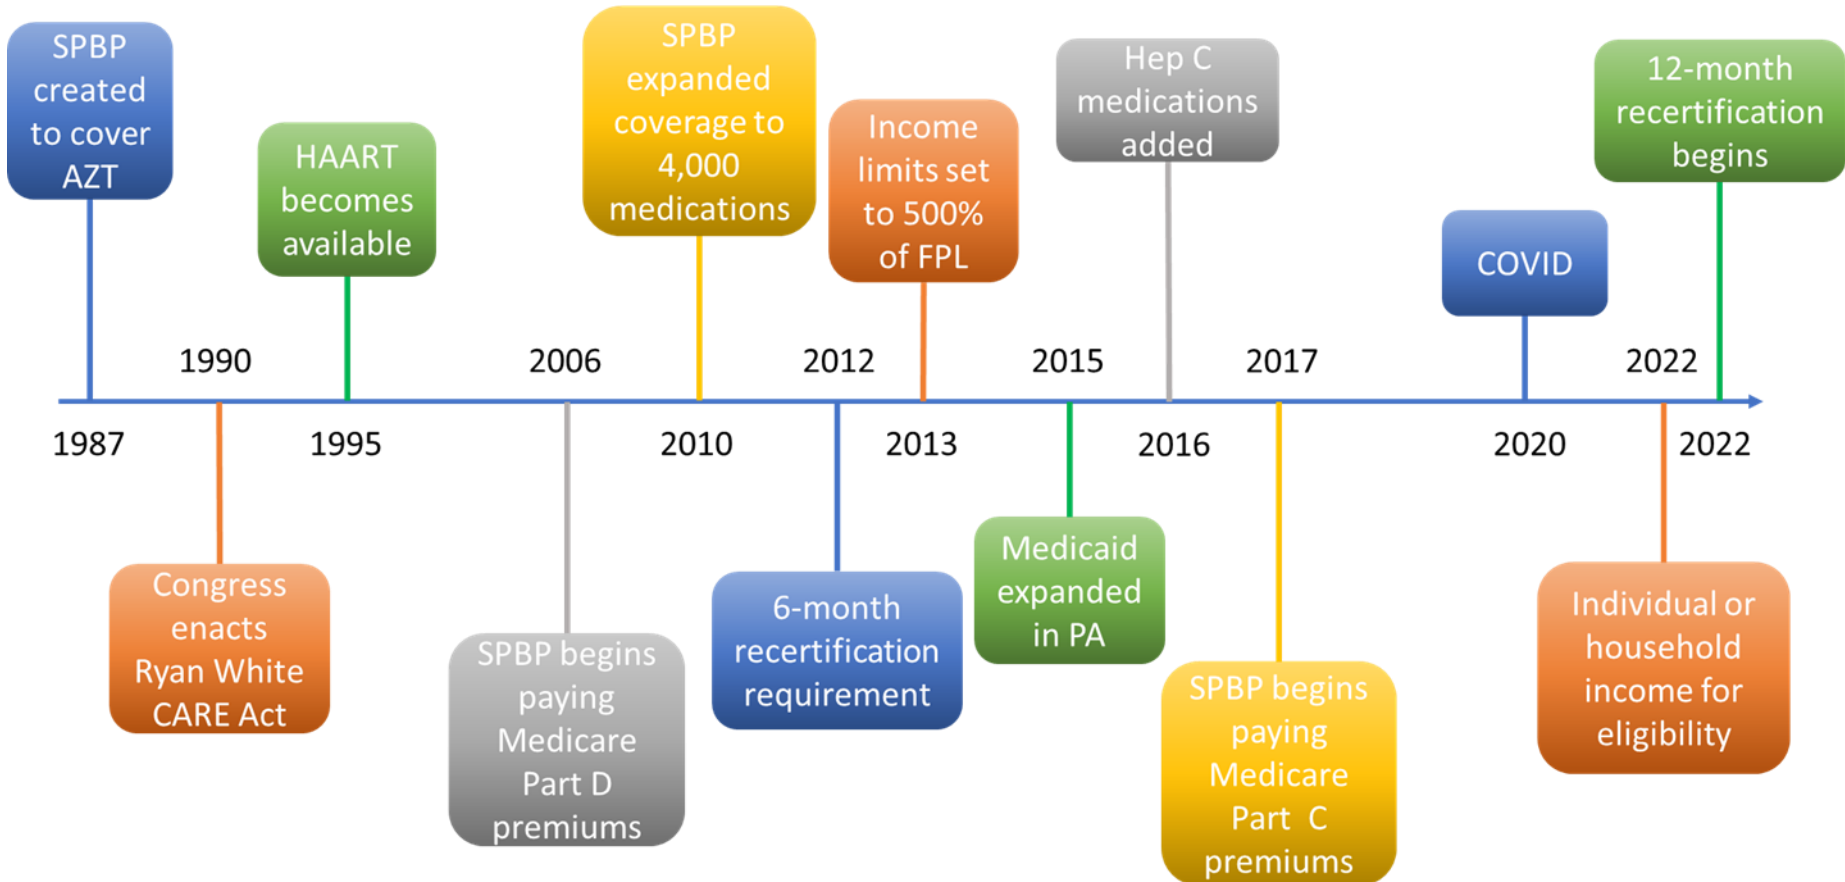 SPBP
created
to cover
AZT
HAART
becomes
available
SPBP
expanded
coverage to
4,000
medications
Income
limits set
to 500%
of FPL
Hep C
medications
added
COVID
12-month
recertification
begins
1990
2006
2012
2015
2017
2022
1987
1995
2010
2013
2016
2020
2022
Congress
enacts
Ryan White
CARE Act
SPBP begins
paying
Medicare
Part D
premiums
6-month
recertification
requirement
Medicaid
expanded
in PA
SPBP begins
paying
Medicare
Part C
premiums
Individual or
household
income for
eligibility